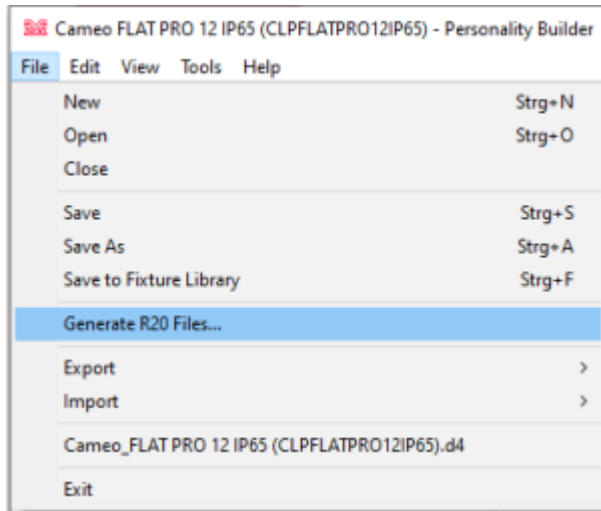 Cameo FLAT PRO 12 IP65 (CLPFLATPRO12IP65) - Personality Builder
File Edit View Tools Help
New Strg+N
Open Strg+O
Close
Save Strg+S
Save As Strg+A
Save to Fixture Library Strg+F
Generate R20 Files...
Export >
Import >
Cameo_FLAT PRO 12 IP65 (CLPFLATPRO12IP65).d4
Exit